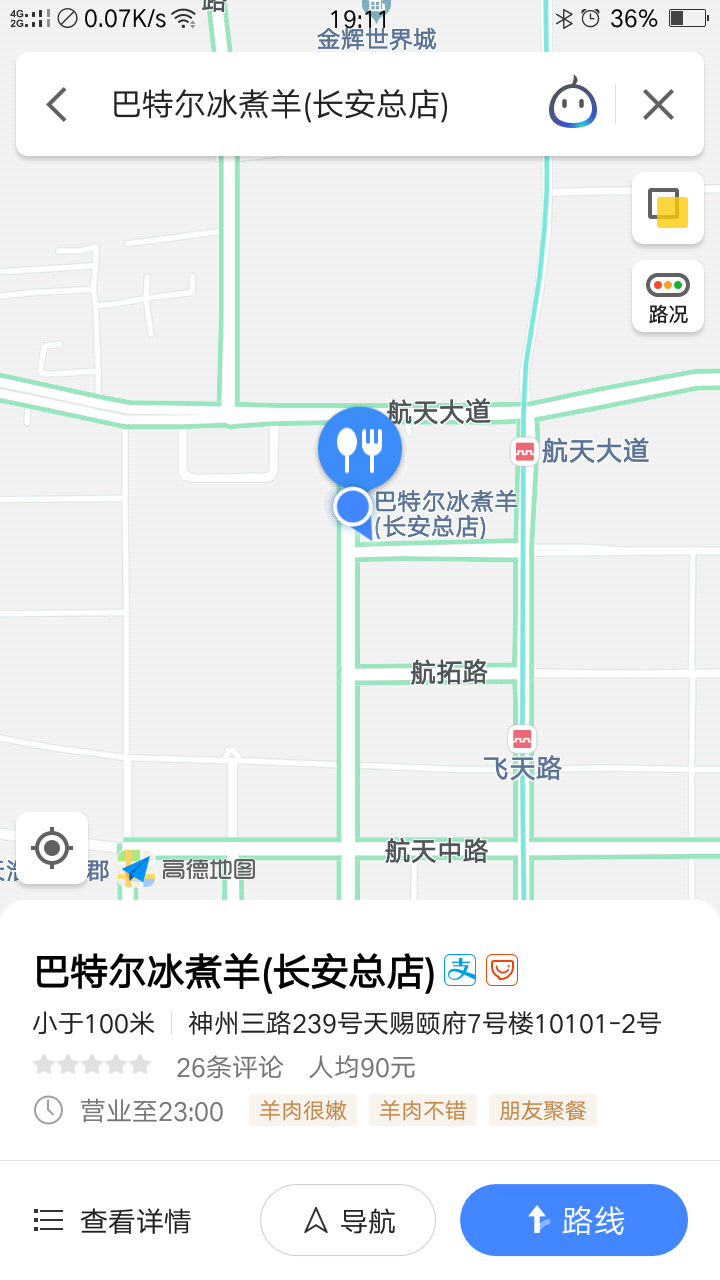 4G
2G
0.07K/s
路
19:11
36%
金辉世界城
巴特尔冰煮羊(长安总店)
路况
航天大道
航天大道
巴特尔冰煮羊
(长安总店)
航拓路
飞天路
航天中路
郡
高德地图
巴特尔冰煮羊(长安总店)
支
小于100米
神州三路239号天赐颐府7号楼10101-2号
26条评论 人均90元
营业至23:00 羊肉很嫩 羊肉不错 朋友聚餐
查看详情 导航 路线